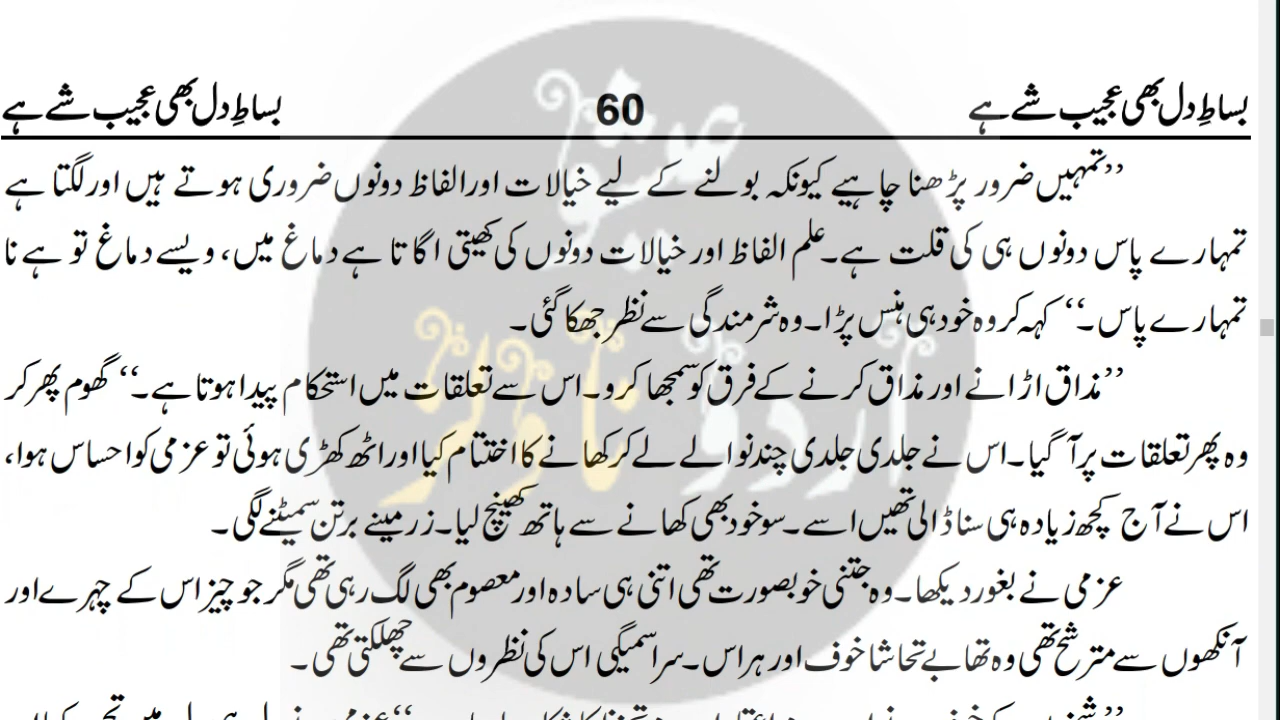 بساطِ دل بھی عجیب شے ہے 60 بساطِ دل بھی عجیب شے ہے
’’تمہیں ضرور پڑھنا چاہیے کیونکہ بولنے کے لیے خیالات اور الفاظ دونوں ضروری ہوتے ہیں اور لگتا ہے
تمہارے پاس دونوں ہی کی قلت ہے۔ علم الفاظ اور خیالات دونوں کی کھیتی اگاتا ہے دماغ میں، ویسے دماغ تو ہے نا
تمہارے پاس۔‘‘ کہہ کر وہ خود ہی ہنس پڑا۔ وہ شرمندگی سے نظر جھکا گئی۔
’’مذاق اڑانے اور مذاق کرنے کے فرق کو سمجھا کرو۔ اس سے تعلقات میں استحکام پیدا ہوتا ہے۔‘‘ گھوم پھر کر
وہ پھر تعلقات پر آ گیا۔ اس نے جلدی جلدی چند نوالے لے کر کھانے کا اختتام کیا اور اٹھ کھڑی ہوئی تو عزمی کو احساس ہوا،
اس نے آج کچھ زیادہ ہی سنا ڈالی تھیں اسے۔ سو خود بھی کھانے سے ہاتھ کھینچ لیا۔ زرمینے برتن سمیٹنے لگی۔
عزمی نے بغور دیکھا۔ وہ جتنی خوبصورت تھی اتنی ہی سادہ اور معصوم بھی لگ رہی تھی مگر جو چیز اس کے چہرے اور
آنکھوں سے مترشح تھی وہ تھا بے تحاشا خوف اور ہراس۔ سراسمیگی اس کی نظروں سے چھلکتی تھی۔
اردو ناولز